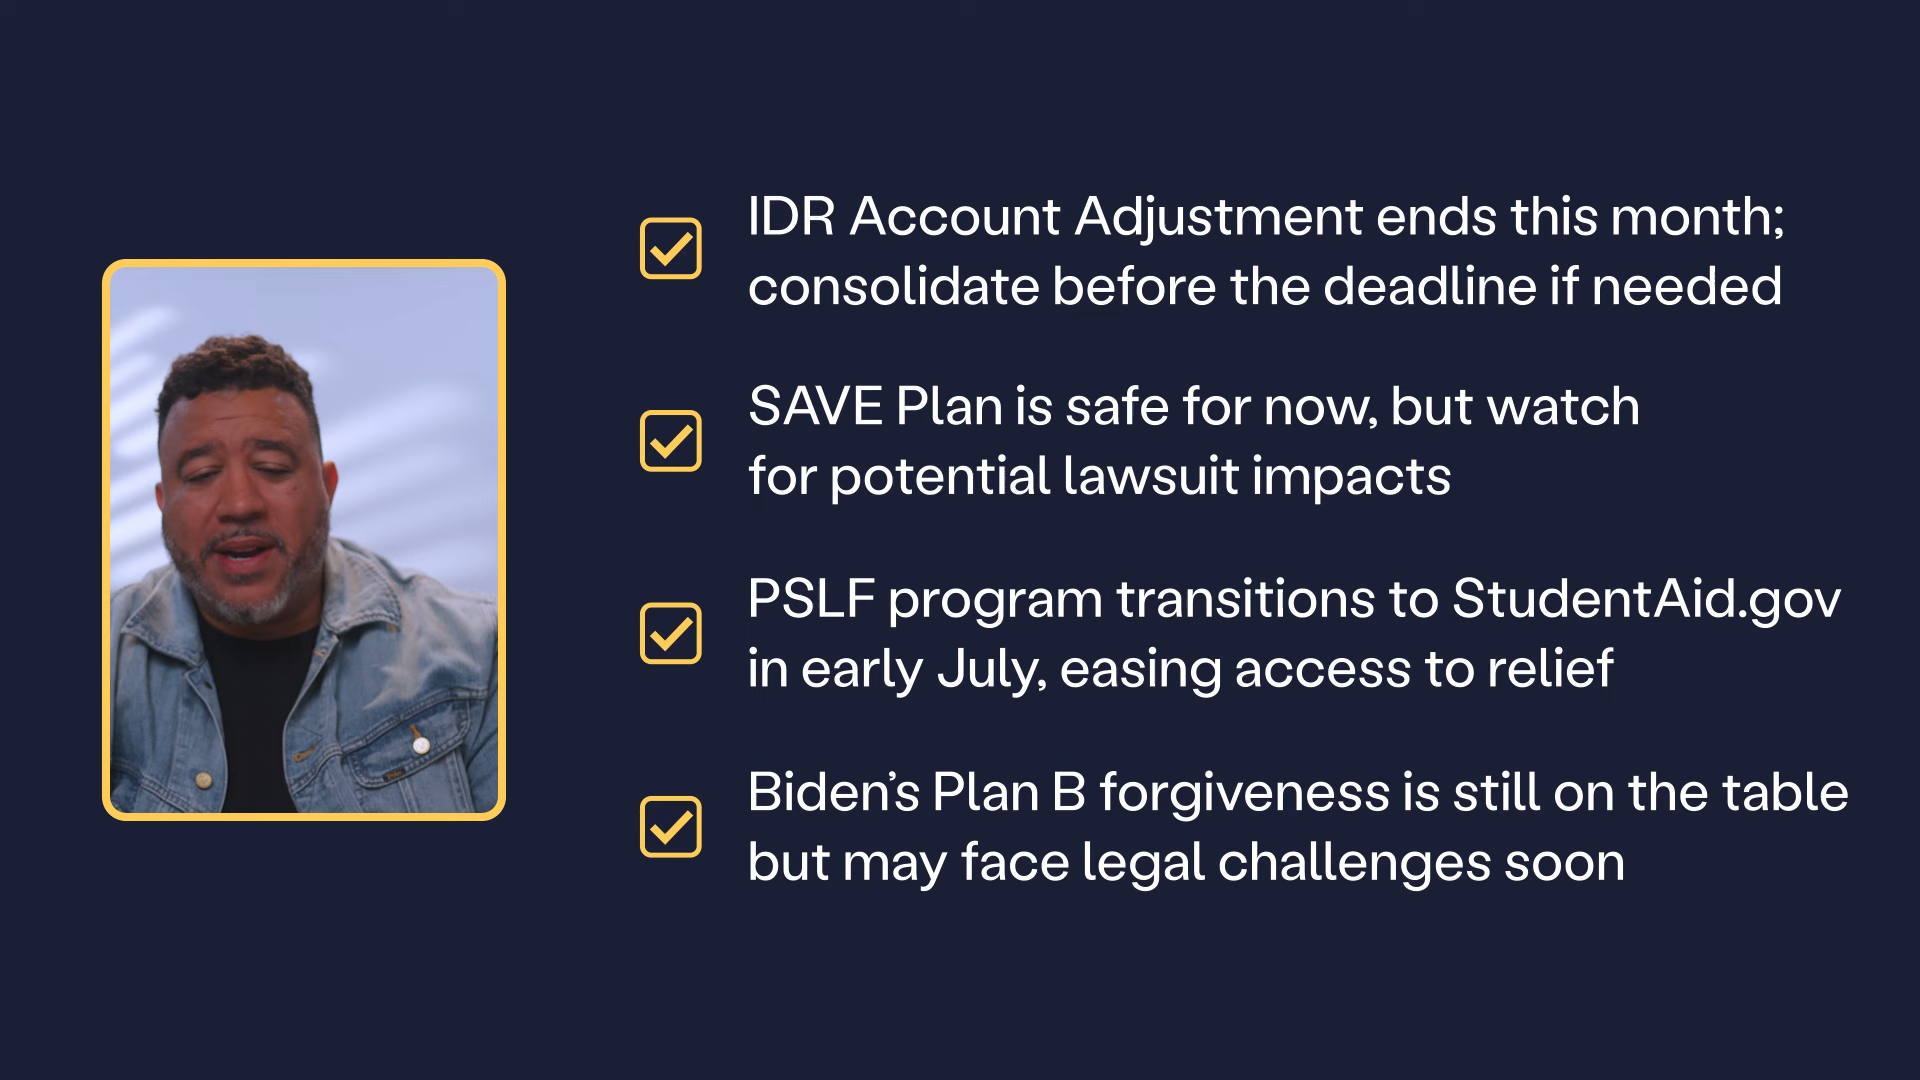 IDR Account Adjustment ends this month;
consolidate before the deadline if needed
SAVE Plan is safe for now, but watch
for potential lawsuit impacts
PSLF program transitions to StudentAid.gov
in early July, easing access to relief
Biden’s Plan B forgiveness is still on the table
but may face legal challenges soon